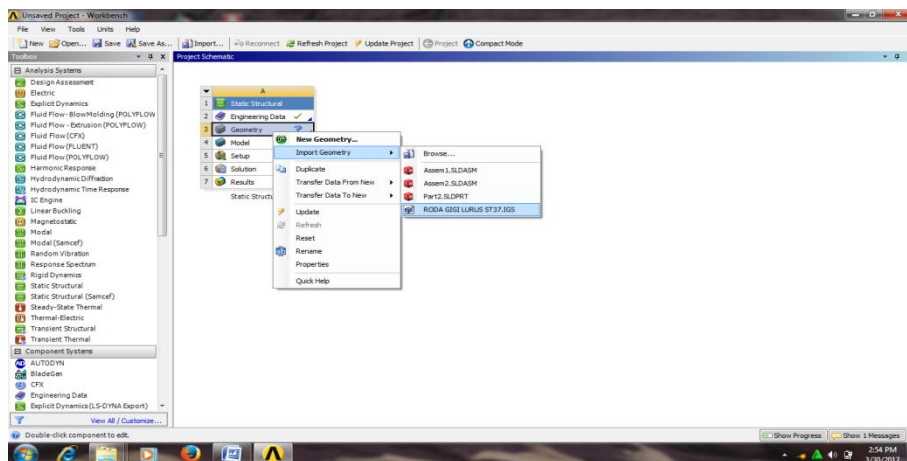 Unsaved Project - Workbench
File View Tools Units Help
New Open... Save Save As... Import... Reconnect Refresh Project Update Project Project Compact Mode
Toolbox
Project Schematic
Analysis Systems
Design Assessment
Electric
Explicit Dynamics
Fluid Flow- BlowMolding (POLYFLOW
Fluid Flow - Extrusion (POLYFLOW)
Fluid Flow (CFX)
Fluid Flow (FLUENT)
Fluid Flow (POLYFLOW)
Harmonic Response
Hydrodynamic Diffraction
Hydrodynamic Time Response
IC Engine
Linear Buckling
Magnetostatic
Modal
Modal (Samcef)
Random Vibration
Response Spectrum
Rigid Dynamics
Static Structural
Static Structural (Samcef)
Steady-State Thermal
Thermal-Electric
Transient Structural
Transient Thermal
Component Systems
AUTODYN
BladeGen
CFX
Engineering Data
Explicit Dynamics (LS-DYNA Export)
View All / Customize...
A
1 Static Structural
2 Engineering Data
3 Geometry
4 Model
5 Setup
6 Solution
7 Results
Static Struct
New Geometry...
Import Geometry
Duplicate
Transfer Data From New
Transfer Data To New
Update
Refresh
Reset
Rename
Properties
Quick Help
Browse...
Assem1.SLDASM
Assem2.SLDASM
Part2.SLDPRT
RODA GIGI LURUS ST37.IGS
Double-click component to edit.
Show Progress Show 1 Messages
2:54 PM
3/30/2017